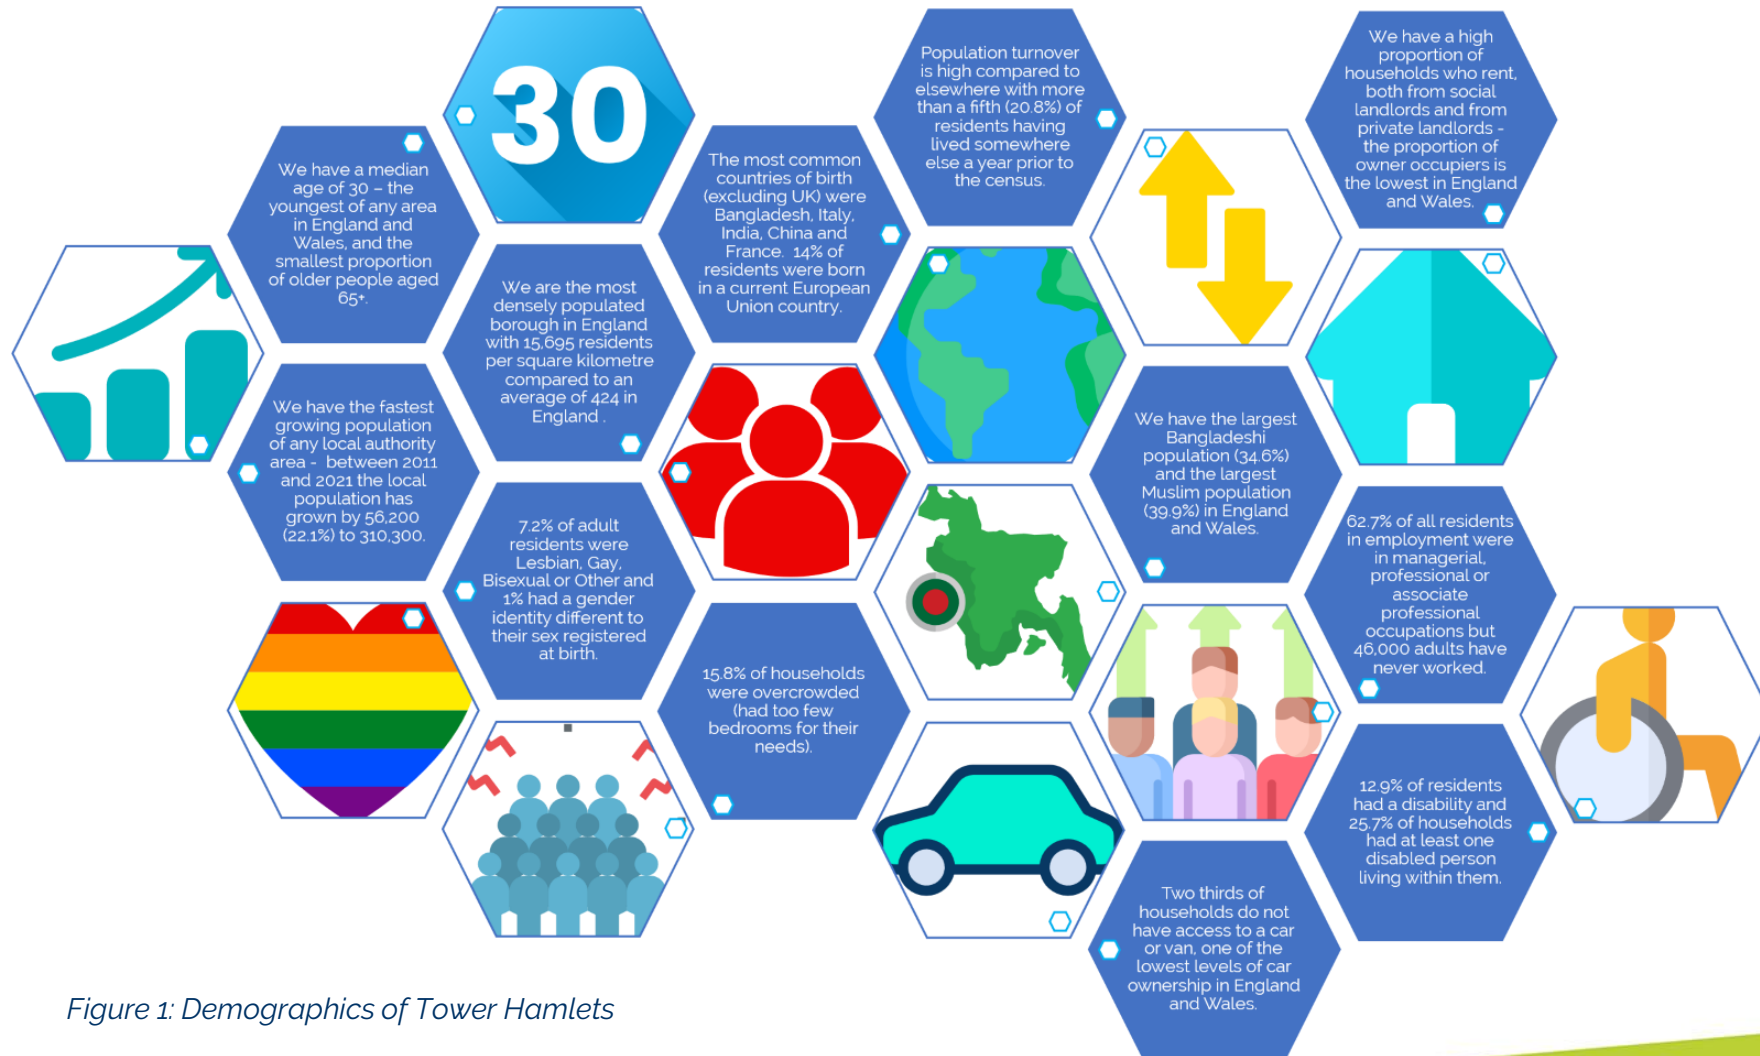 30
We have a median
age of 30 – the
youngest of any area
in England and
Wales, and the
smallest proportion
of older people aged
65+.
We have the fastest
growing population
of any local authority
area - between 2011
and 2021 the local
population has
grown by 56,200
(22.1%) to 310,300.
We are the most
densely populated
borough in England
with 15,695 residents
per square kilometre
compared to an
average of 424 in
England .
7.2% of adult
residents were
Lesbian, Gay,
Bisexual or Other and
1% had a gender
identity different to
their sex registered
at birth.
The most common
countries of birth
(excluding UK) were
Bangladesh, Italy,
India, China and
France. 14% of
residents were born
in a current European
Union country.
15.8% of households
were overcrowded
(had too few
bedrooms for their
needs).
Population turnover
is high compared to
elsewhere with more
than a fifth (20.8%) of
residents having
lived somewhere
else a year prior to
the census.
We have the largest
Bangladeshi
population (34.6%)
and the largest
Muslim population
(39.9%) in England
and Wales.
Two thirds of
households do not
have access to a car
or van, one of the
lowest levels of car
ownership in England
and Wales.
We have a high
proportion of
households who rent,
both from social
landlords and from
private landlords -
the proportion of
owner occupiers is
the lowest in England
and Wales.
62.7% of all residents
in employment were
in managerial,
professional or
associate
professional
occupations but
46,000 adults have
never worked.
12.9% of residents
had a disability and
25.7% of households
had at least one
disabled person
living within them.
Figure 1: Demographics of Tower Hamlets